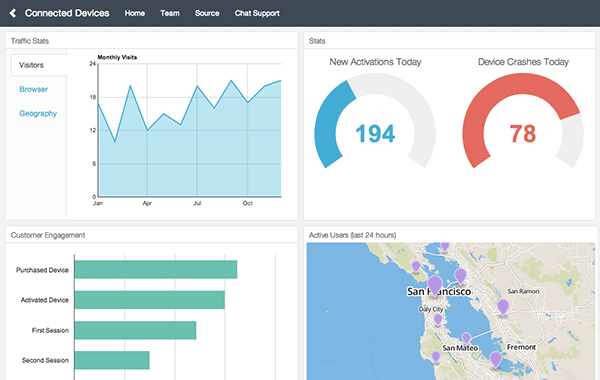 Connected Devices Home Team Source Chat Support
Traffic Stats
Visitors
Browser
Geography
Monthly Visits
24
18
12
6
0
Jan Apr Jul Oct
Stats
New Activations Today
194
Device Crashes Today
78
Customer Engagement
Purchased Device
Activated Device
First Session
Second Session
Active Users (last 24 hours)
San Francisco
San Ramon
Daly City
San Mateo
Fremont